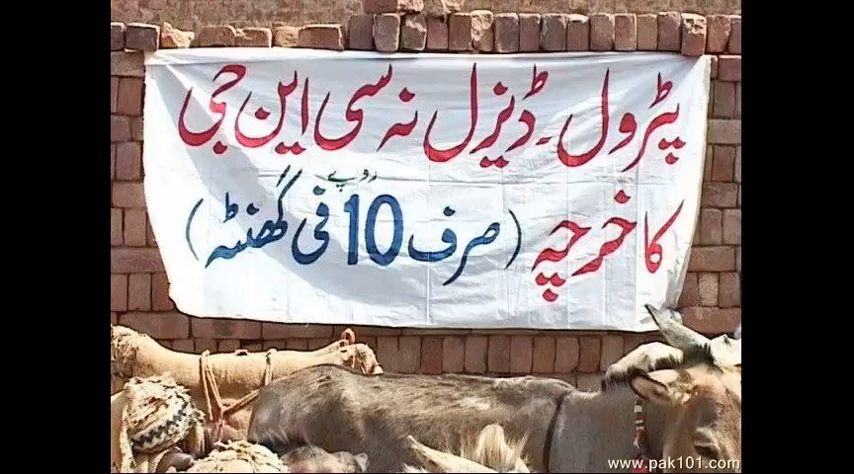 پٹرول۔ڈیزل نہ سی این جی
کا خرچہ (صرف 10 روپے فی گھنٹہ)
www.pak101.com